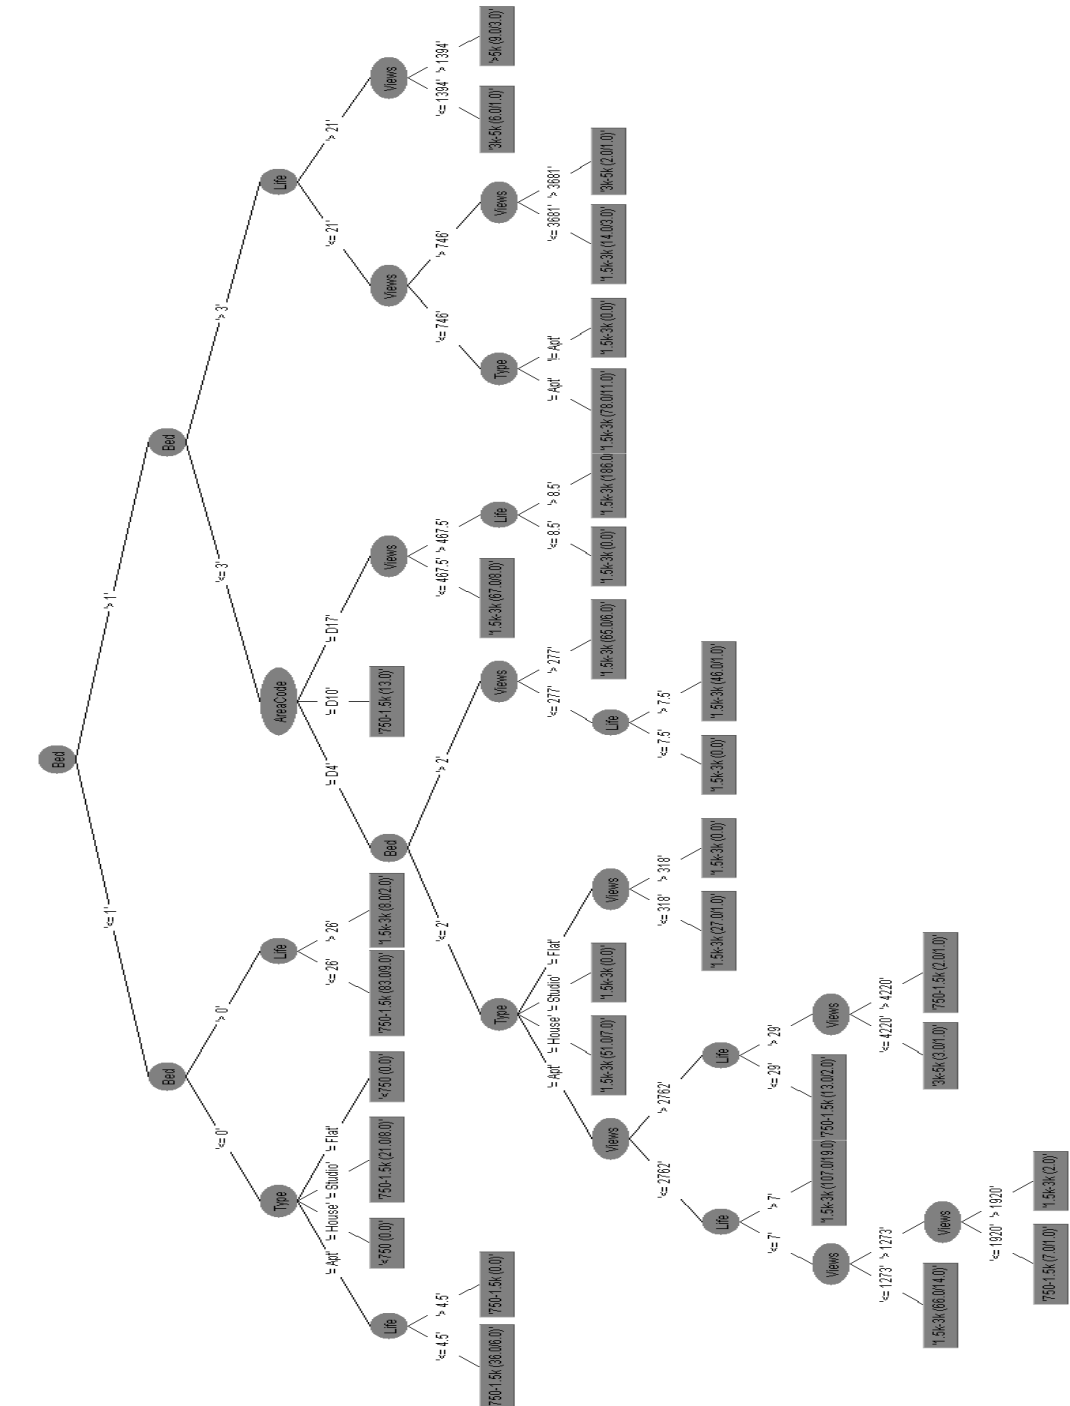 Bed
'<= 1' '> 1'
Bed Bed
'<= 0' '> 0' '<= 3' '> 3'
Type Life AreaCode Life
'= Apt' '= House' '= Studio' '= Flat' '<= 26' '> 26' '= D4' '= D10' '= D17' '<= 21' '> 21'
Life '<750 (0.0)' '750-1.5k (21.0/8.0)' '<750 (0.0)' '750-1.5k (83.0/9.0)' '1.5k-3k (8.0/2.0)' Bed '750-1.5k (13.0)' Views Views Views
'<= 4.5' '> 4.5' '<= 2' '> 2' '<= 467.5' '> 467.5' '<= 746' '> 746' '<= 1394' '> 1394'
750-1.5k (36.0/6.0)' '750-1.5k (0.0)' Type Views '1.5k-3k (67.0/8.0)' Life Type Views '3k-5k (6.0/1.0)' '>5k (9.0/3.0)'
'= Apt' '= House' '= Studio' '= Flat' '<= 277' '> 277' '<= 8.5' '> 8.5' '= Apt' '!= Apt' '<= 3681' '> 3681'
Views '1.5k-3k (51.0/7.0)' '1.5k-3k (0.0)' Views Life '1.5k-3k (65.0/6.0)' '1.5k-3k (0.0)' '1.5k-3k (186.0/ '1.5k-3k (78.0/11.0)' '1.5k-3k (0.0)' '1.5k-3k (14.0/3.0)' '3k-5k (2.0/1.0)'
'<= 2762' '> 2762' '<= 318' '> 318' '<= 7.5' '> 7.5'
Life Life '1.5k-3k (27.0/1.0)' '1.5k-3k (0.0)' '1.5k-3k (0.0)' '1.5k-3k (46.0/1.0)'
'<= 7' '> 7' '<= 29' '> 29'
Views '1.5k-3k (107.0/19.0) '750-1.5k (13.0/2.0)' Views
'<= 1273' '> 1273' '<= 4220' '> 4220'
'1.5k-3k (66.0/14.0)' Views '3k-5k (3.0/1.0)' '750-1.5k (2.0/1.0)'
'<= 1920' '> 1920'
'750-1.5k (7.0/1.0)' '1.5k-3k (2.0)'